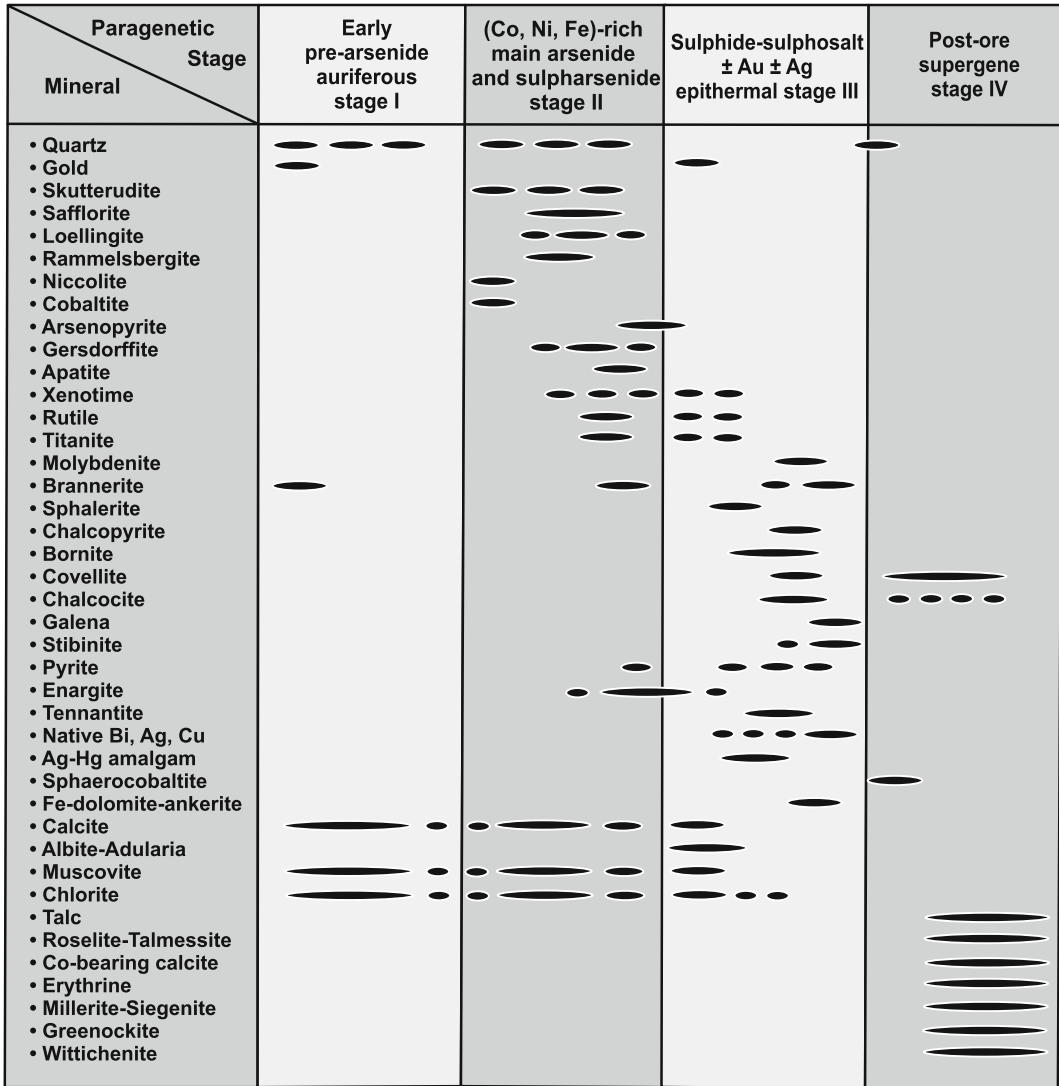 Paragenetic
Stage
Mineral
Early
pre-arsenide
auriferous
stage I
(Co, Ni, Fe)-rich
main arsenide
and sulpharsenide
stage II
Sulphide-sulphosalt
± Au ± Ag
epithermal stage III
Post-ore
supergene
stage IV
• Quartz
• Gold
• Skutterudite
• Safflorite
• Loellingite
• Rammelsbergite
• Niccolite
• Cobaltite
• Arsenopyrite
• Gersdorffite
• Apatite
• Xenotime
• Rutile
• Titanite
• Molybdenite
• Brannerite
• Sphalerite
• Chalcopyrite
• Bornite
• Covellite
• Chalcocite
• Galena
• Stibinite
• Pyrite
• Enargite
• Tennantite
• Native Bi, Ag, Cu
• Ag-Hg amalgam
• Sphaerocobaltite
• Fe-dolomite-ankerite
• Calcite
• Albite-Adularia
• Muscovite
• Chlorite
• Talc
• Roselite-Talmessite
• Co-bearing calcite
• Erythrine
• Millerite-Siegenite
• Greenockite
• Wittichenite